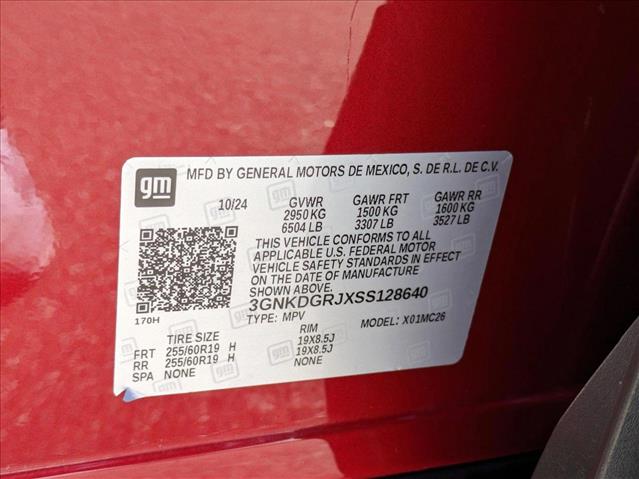 gm
MFD BY GENERAL MOTORS DE MEXICO, S. DE R.L. DE C.V.
10/24 GVWR GAWR FRT GAWR RR
2950 KG 1500 KG 1600 KG
6504 LB 3307 LB 3527 LB
THIS VEHICLE CONFORMS TO ALL
APPLICABLE U.S. FEDERAL MOTOR
VEHICLE SAFETY STANDARDS IN EFFECT
ON THE DATE OF MANUFACTURE
SHOWN ABOVE.
3GNKDGRJXSS128640
170H TYPE: MPV MODEL: X01MC26
TIRE SIZE RIM
FRT 255/60R19 H 19X8.5J
RR 255/60R19 H 19X8.5J
SPA NONE NONE